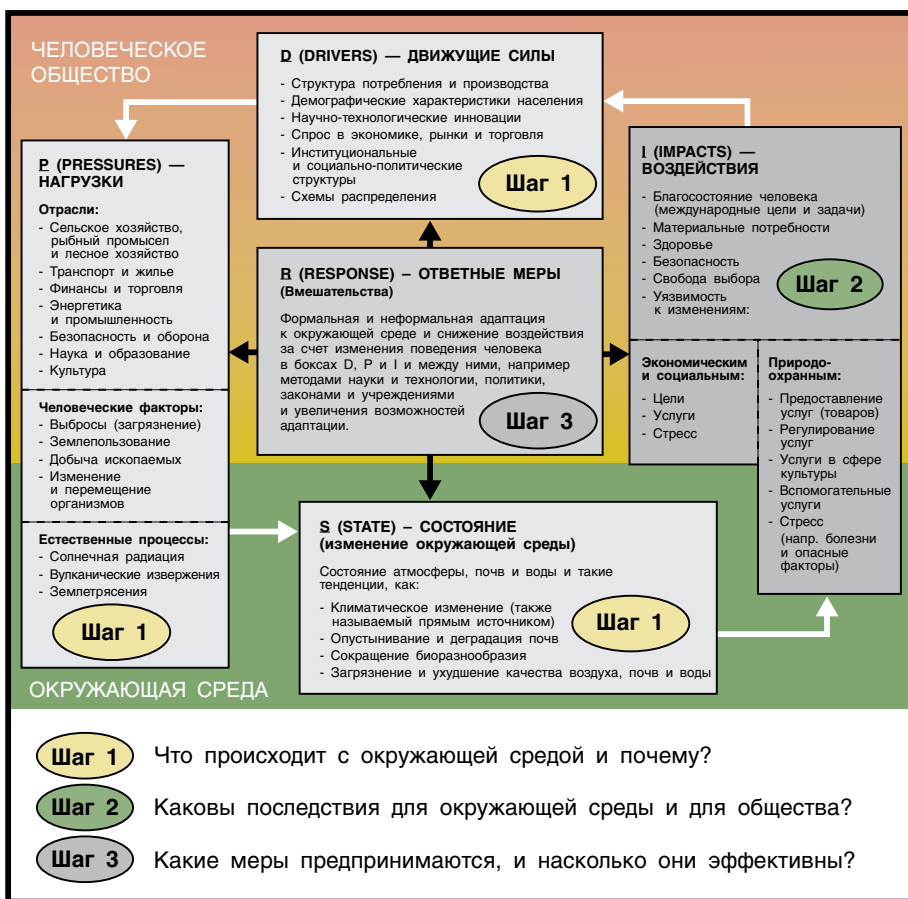 ЧЕЛОВЕЧЕСКОЕ
ОБЩЕСТВО
D (DRIVERS) — ДВИЖУЩИЕ СИЛЫ
- Структура потребления и производства
- Демографические характеристики населения
- Научно-технологические инновации
- Спрос в экономике, рынки и торговля
- Институциональные
и социально-политические
структуры
- Схемы распределения
Шаг 1
P (PRESSURES) —
НАГРУЗКИ
Отрасли:
- Сельское хозяйство,
рыбный промысел
и лесное хозяйство
- Транспорт и жилье
- Финансы и торговля
- Энергетика
и промышленность
- Безопасность и оборона
- Наука и образование
- Культура
Человеческие факторы:
- Выбросы (загрязнение)
- Землепользование
- Добыча ископаемых
- Изменение
и перемещение
организмов
Естественные процессы:
- Солнечная радиация
- Вулканические извержения
- Землетрясения
Шаг 1
R (RESPONSE) – ОТВЕТНЫЕ МЕРЫ
(Вмешательства)
Формальная и неформальная адаптация
к окружающей среде и снижение воздействия
за счет изменения поведения человека
в боксах D, P и I и между ними, например
методами науки и технологии, политики,
законами и учреждениями
и увеличения возможностей
адаптации.
Шаг 3
I (IMPACTS) —
ВОЗДЕЙСТВИЯ
- Благосостояние человека
(международные цели и задачи)
- Материальные потребности
- Здоровье
- Безопасность
- Свобода выбора
- Уязвимость
к изменениям:
Шаг 2
Экономическим
и социальным:
- Цели
- Услуги
- Стресс
Природо-
охранным:
- Предоставление
услуг (товаров)
- Регулирование
услуг
- Услуги в сфере
культуры
- Вспомогательные
услуги
- Стресс
(напр. болезни
и опасные
факторы)
S (STATE) – СОСТОЯНИЕ
(изменение окружающей среды)
Состояние атмосферы, почв и воды и такие
тенденции, как:
- Климатическое изменение (также
называемый прямым источником)
- Опустынивание и деградация почв
- Сокращение биоразнообразия
- Загрязнение и ухудшение качества воздуха, почв и воды
Шаг 1
ОКРУЖАЮЩАЯ СРЕДА
Шаг 1 Что происходит с окружающей средой и почему?
Шаг 2 Каковы последствия для окружающей среды и для общества?
Шаг 3 Какие меры предпринимаются, и насколько они эффективны?